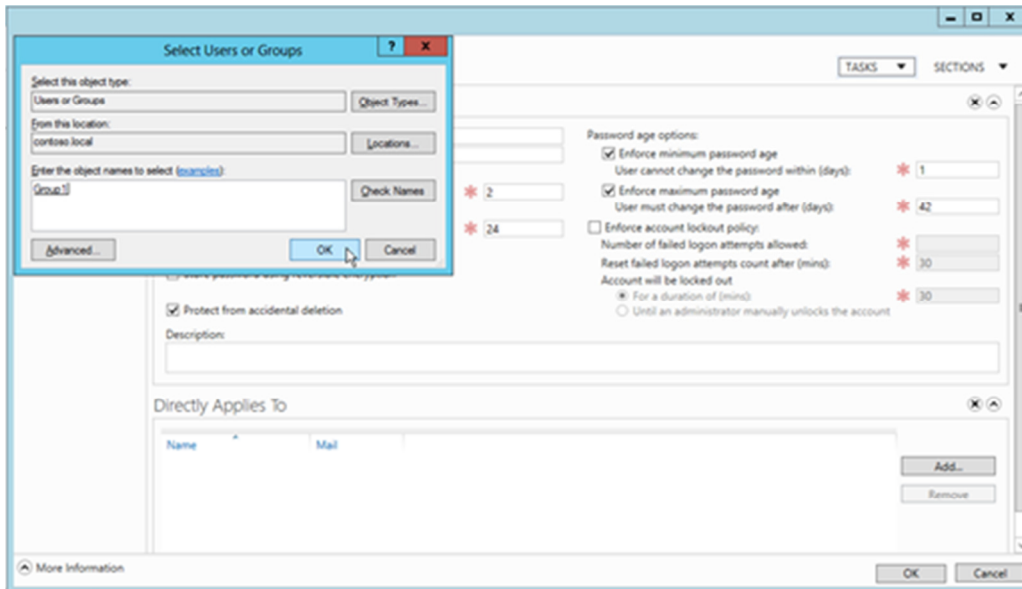 Select Users or Groups
?
X
Select this object type:
Users or Groups
Object Types...
From this location:
contoso.local
Locations...
Enter the object names to select (examples):
Group 1
Check Names
Advanced...
OK
Cancel
TASKS
SECTIONS
2
24
Protect from accidental deletion
Description:
Password age options:
Enforce minimum password age
User cannot change the password within (days):
* 1
Enforce maximum password age
User must change the password after (days):
* 42
Enforce account lockout policy:
Number of failed logon attempts allowed:
*
Reset failed logon attempts count after (mins):
* 30
Account will be locked out
For a duration of (mins):
* 30
Until an administrator manually unlocks the account
Directly Applies To
Name
Mail
Add...
Remove
More Information
OK
Cancel